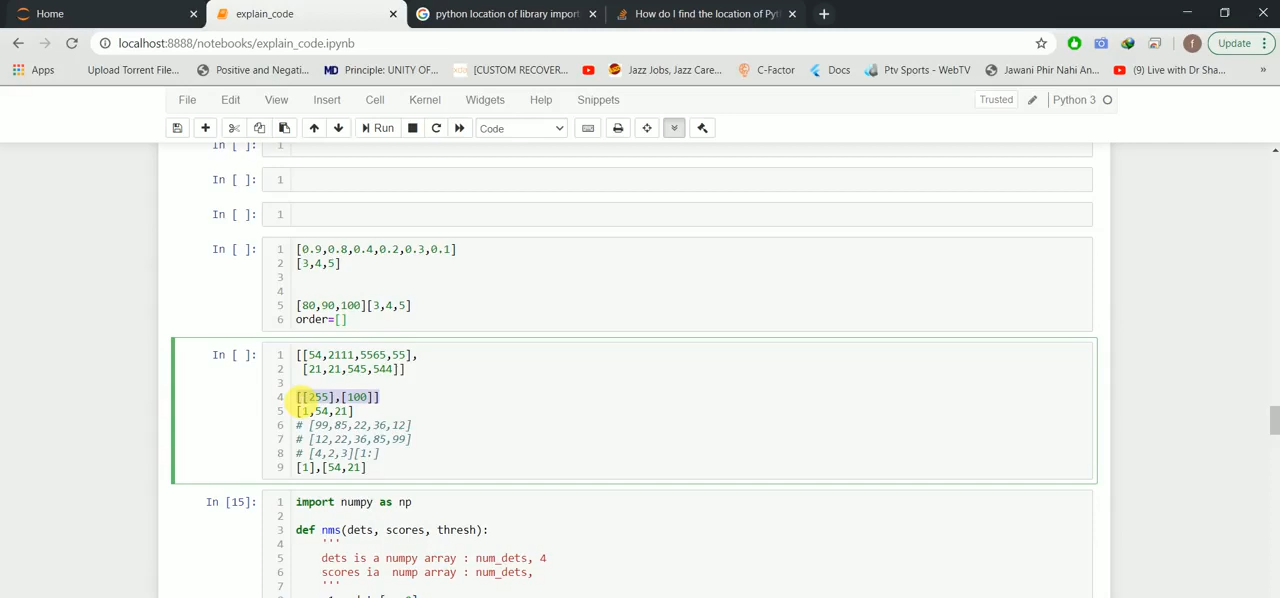 Home
explain_code
python location of library import
How do I find the location of Pyt
localhost:8888/notebooks/explain_code.ipynb
f
Update
Apps
Upload Torrent File...
Positive and Negati...
MD Principle: UNITY OF...
[CUSTOM RECOVER...
Jazz Jobs, Jazz Care...
C-Factor
Docs
Ptv Sports - WebTV
Jawani Phir Nahi An...
(9) Live with Dr Sha...
»
File Edit View Insert Cell Kernel Widgets Help Snippets
Trusted
Python 3
Run
Code
In [ ]: 1
In [ ]: 1
In [ ]: 1
In [ ]: 1 [0.9,0.8,0.4,0.2,0.3,0.1]
2 [3,4,5]
3
4
5 [80,90,100][3,4,5]
6 order=[]
In [ ]: 1 [[54,2111,5565,55],
2 [21,21,545,544]]
3
4 [[255],[100]]
5 [1,54,21]
6 # [99,85,22,36,12]
7 # [12,22,36,85,99]
8 # [4,2,3][1:]
9 [1],[54,21]
In [15]: 1 import numpy as np
2
3 def nms(dets, scores, thresh):
4 '''
5 dets is a numpy array : num_dets, 4
6 scores ia nump array : num_dets,
7 '''